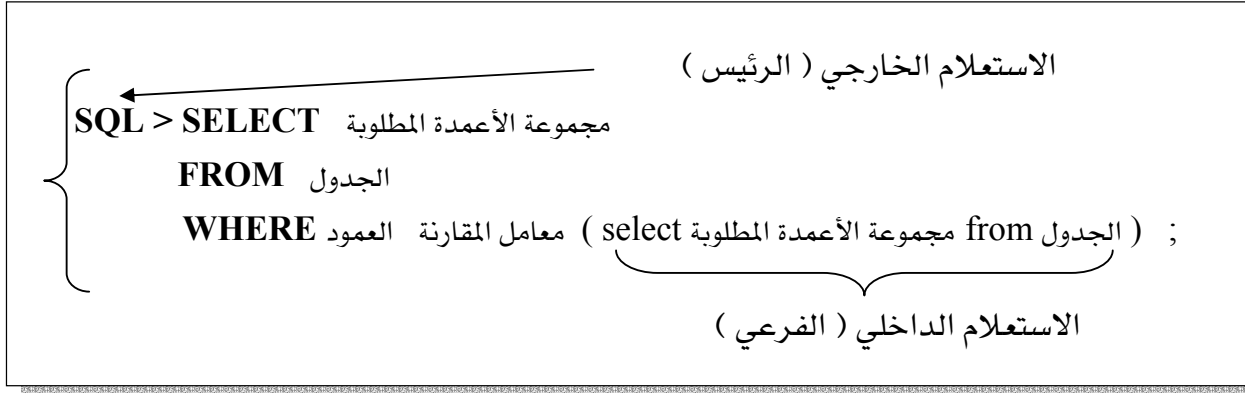 الاستعلام الخارجي ( الرئيس )
SQL > SELECT مجموعة الأعمدة المطلوبة
FROM الجدول
WHERE العمود معامل المقارنة ( select مجموعة الأعمدة المطلوبة from الجدول ) ;
الاستعلام الداخلي ( الفرعي )